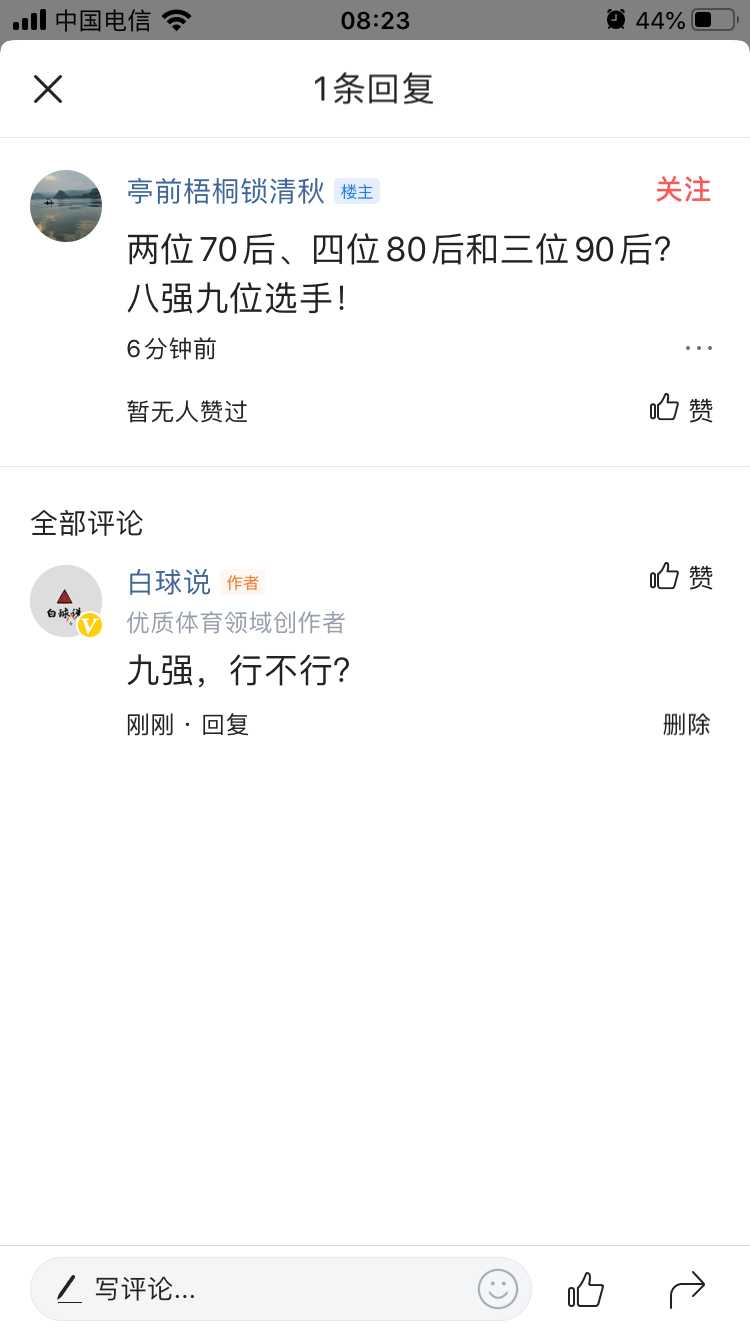 中国电信 08:23 44%
1条回复
亭前梧桐锁清秋 楼主 关注
两位70后、四位80后和三位90后?
八强九位选手!
6分钟前
暂无人赞过 赞
全部评论
白球说 作者 赞
白球说 V
优质体育领域创作者
九强，行不行?
刚刚 · 回复 删除
写评论...